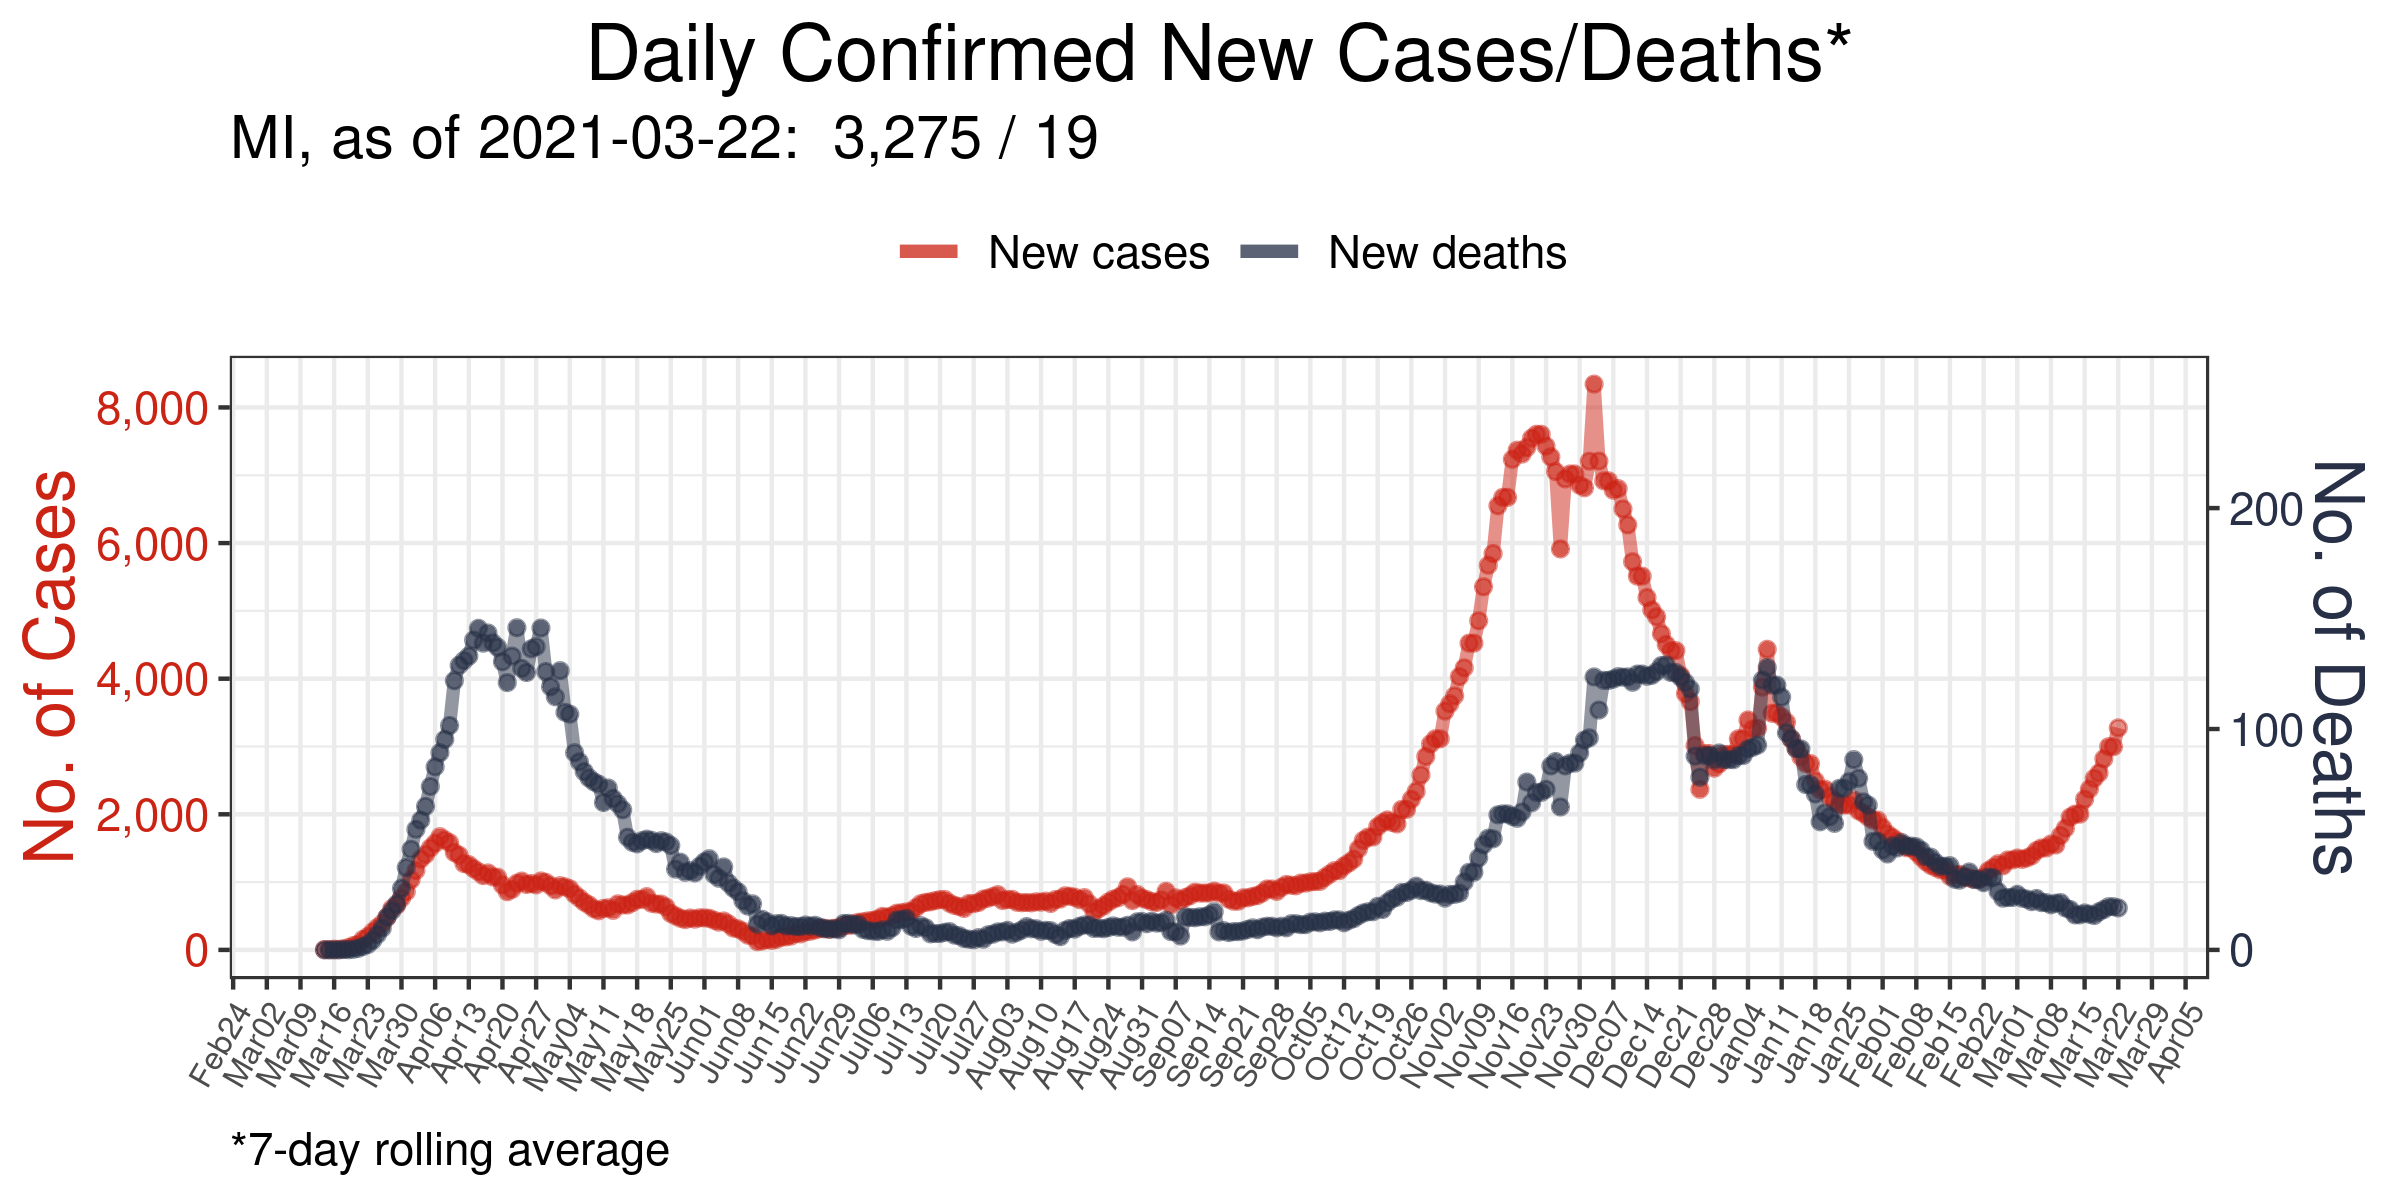 Daily Confirmed New Cases/Deaths*
MI, as of 2021-03-22:  3,275 / 19
New cases
New deaths
No. of Cases
8,000
6,000
4,000
2,000
0
No. of Deaths
200
100
0
Feb24
Mar02
Mar09
Mar16
Mar23
Mar30
Apr06
Apr13
Apr20
Apr27
May04
May11
May18
May25
Jun01
Jun08
Jun15
Jun22
Jun29
Jul06
Jul13
Jul20
Jul27
Aug03
Aug10
Aug17
Aug24
Aug31
Sep07
Sep14
Sep21
Sep28
Oct05
Oct12
Oct19
Oct26
Nov02
Nov09
Nov16
Nov23
Nov30
Dec07
Dec14
Dec21
Dec28
Jan04
Jan11
Jan18
Jan25
Feb01
Feb08
Feb15
Feb22
Mar01
Mar08
Mar15
Mar22
Mar29
Apr05
*7-day rolling average